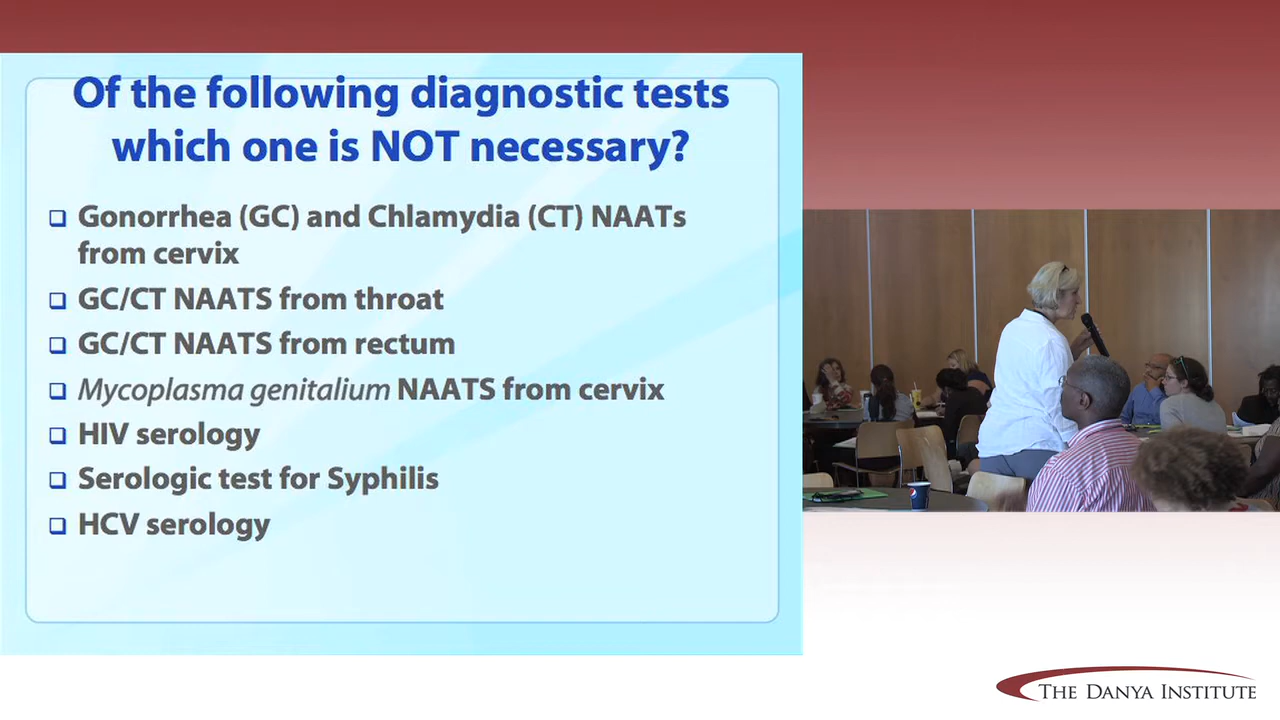 Of the following diagnostic tests
which one is NOT necessary?
❑ Gonorrhea (GC) and Chlamydia (CT) NAATs
from cervix
❑ GC/CT NAATS from throat
❑ GC/CT NAATS from rectum
❑ Mycoplasma genitalium NAATS from cervix
❑ HIV serology
❑ Serologic test for Syphilis
❑ HCV serology
THE DANYA INSTITUTE